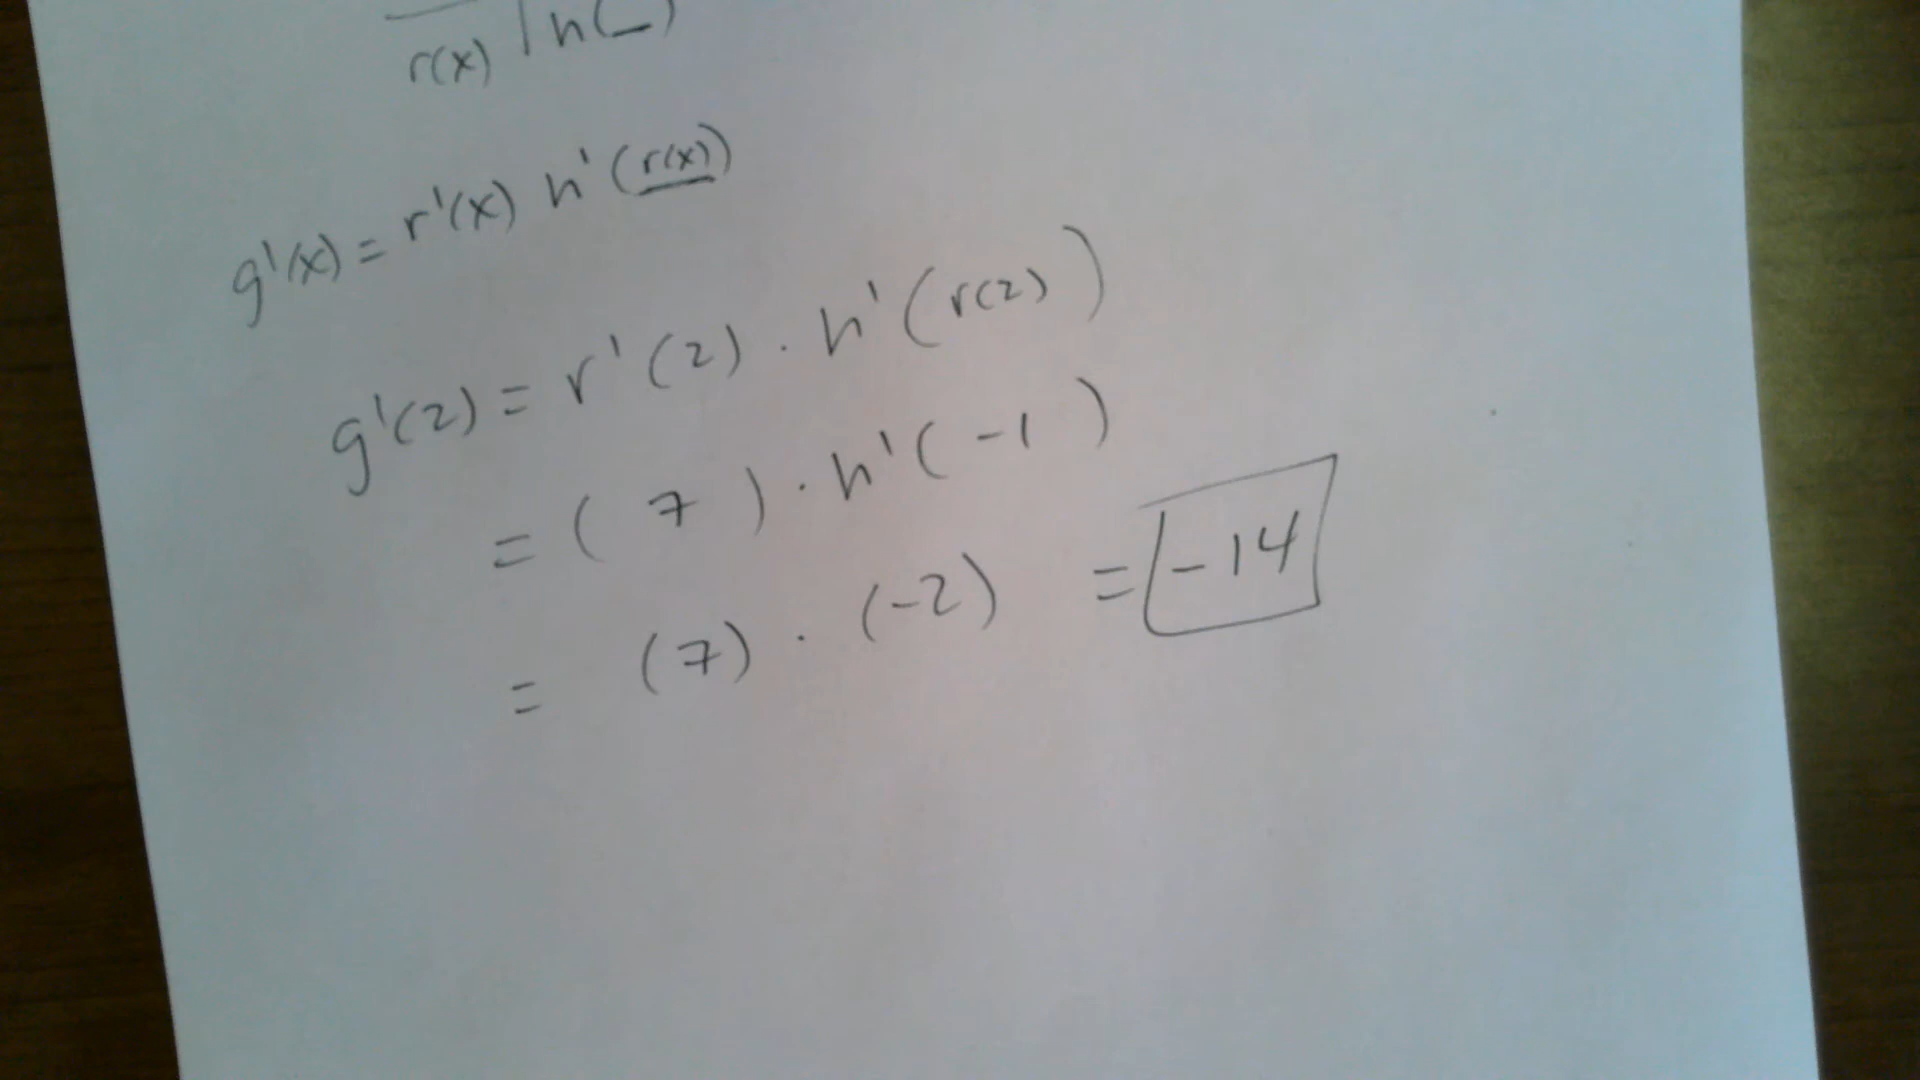 r(x) | h(_)
g'(x) = r'(x) h'(r(x))
g'(2) = r'(2) · h'(r(2))
= ( 7 ) · h'( -1 )
= (7) · (-2) = -14